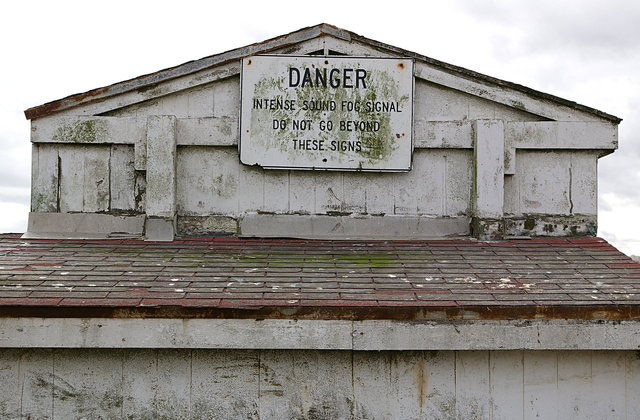 DANGER
INTENSE SOUND FOG SIGNAL
DO NOT GO BEYOND
THESE SIGNS